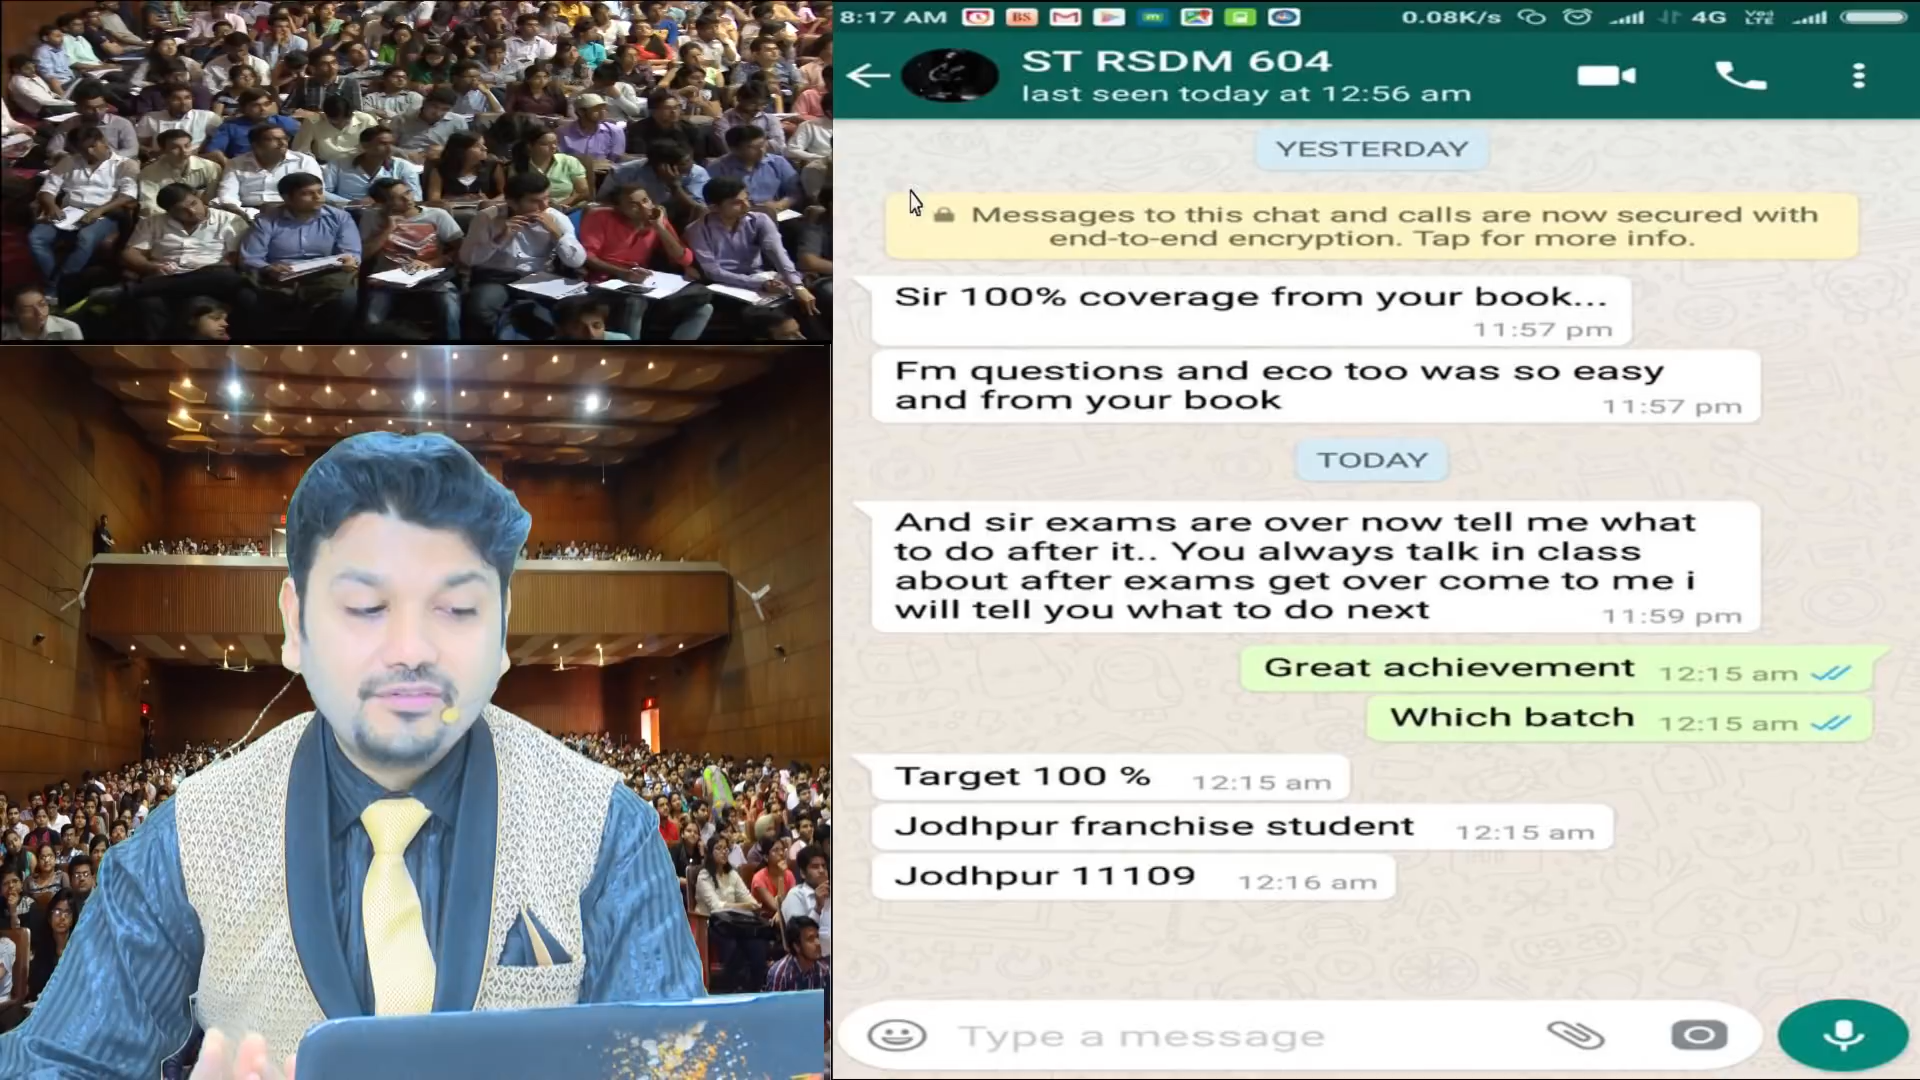 8:17 AM
BS
m
0.08K/s
4G
VoLTE
ST RSDM 604
last seen today at 12:56 am
YESTERDAY
Messages to this chat and calls are now secured with
end-to-end encryption. Tap for more info.
Sir 100% coverage from your book...
11:57 pm
Fm questions and eco too was so easy
and from your book 11:57 pm
TODAY
And sir exams are over now tell me what
to do after it.. You always talk in class
about after exams get over come to me i
will tell you what to do next 11:59 pm
Great achievement 12:15 am
Which batch 12:15 am
Target 100 % 12:15 am
Jodhpur franchise student 12:15 am
Jodhpur 11109 12:16 am
Type a message